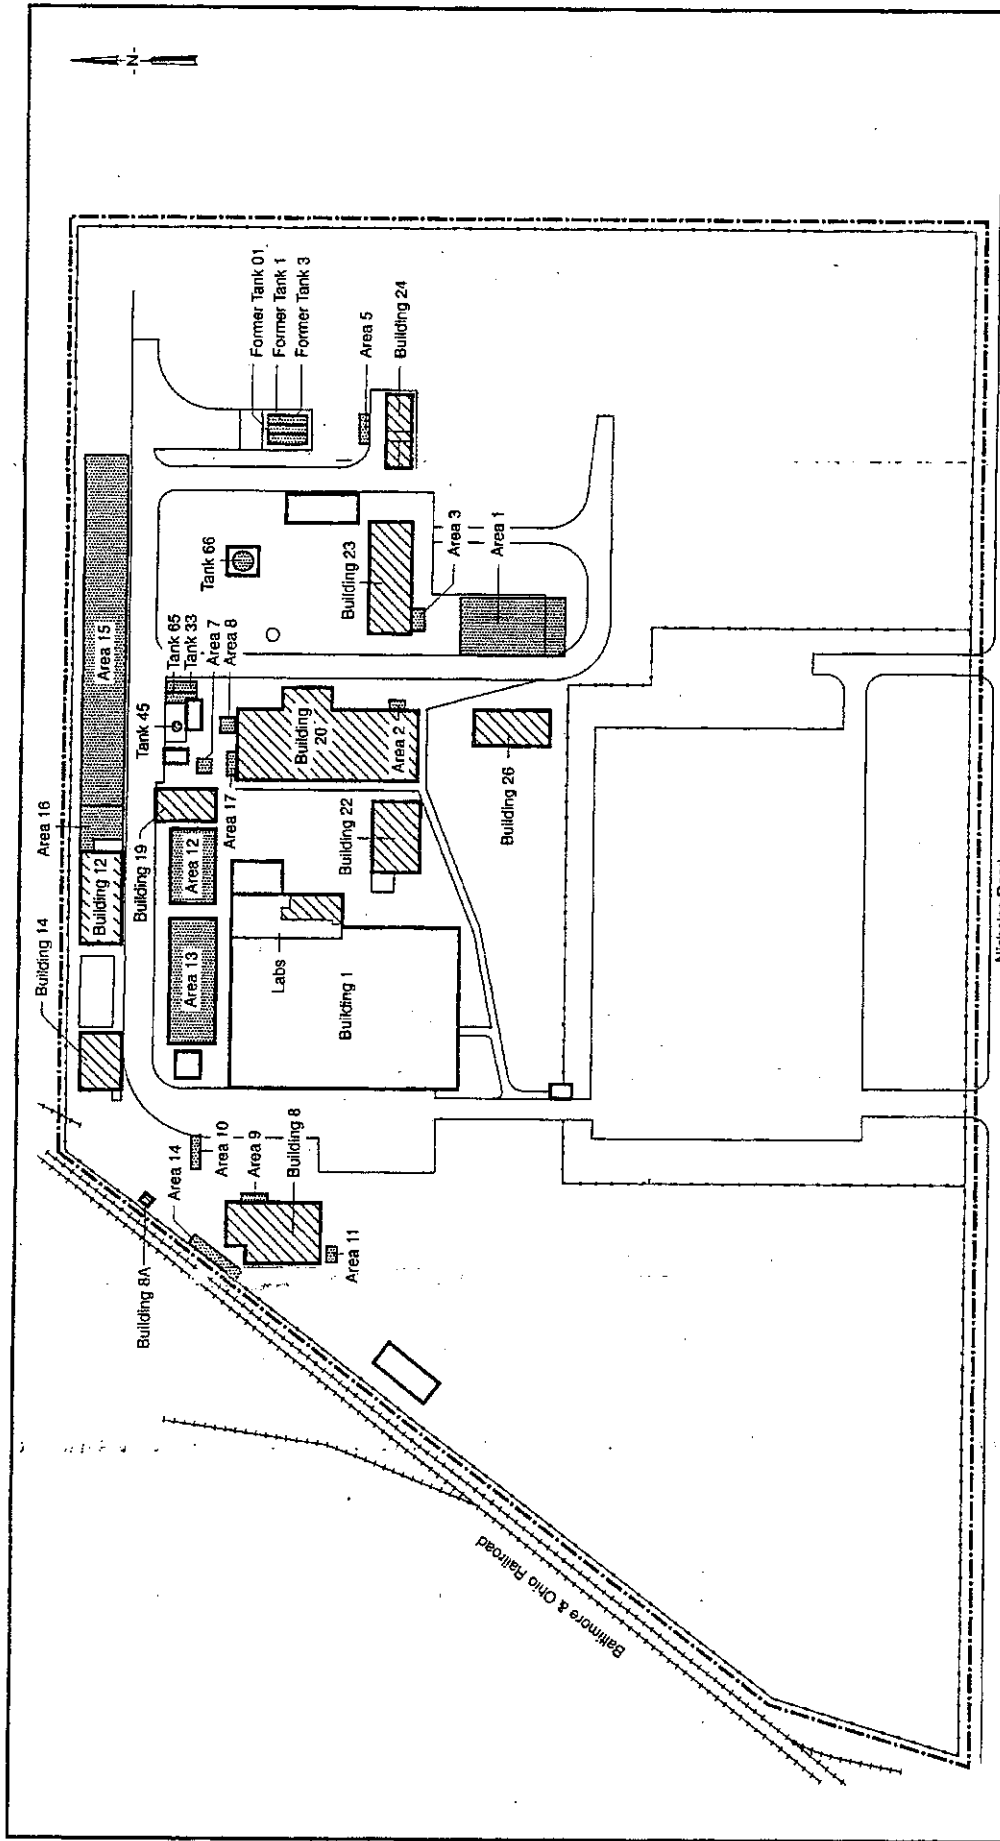 -N-
Area 16
Building 14
Building 12
Area 15
Building 19
Tank 45
Tank 65
Tank 33
Area 7
Area 8
Tank 66
Former Tank 01
Former Tank 1
Former Tank 3
Building 8A
Area 14
Area 10
Area 9
Building 8
Area 11
Area 13
Area 12
Area 17
Labs
Building 1
Building 22
Building
20
Area 2
Building 23
Area 3
Area 1
Area 5
Building 24
Building 26
Baltimore & Ohio Railroad